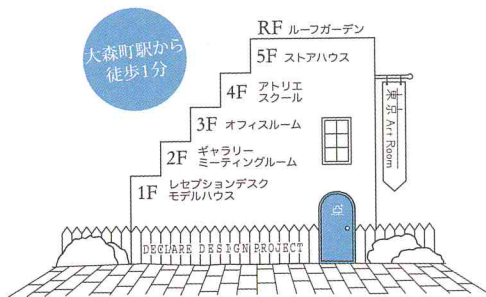 大森町駅から
徒歩1分
RF ルーフガーデン
5F ストアハウス
4F アトリエ
スクール
3F オフィスルーム
2F ギャラリー
ミーティングルーム
1F レセプションデスク
モデルハウス
東京 Art Room
DECLARE DESIGN PROJECT